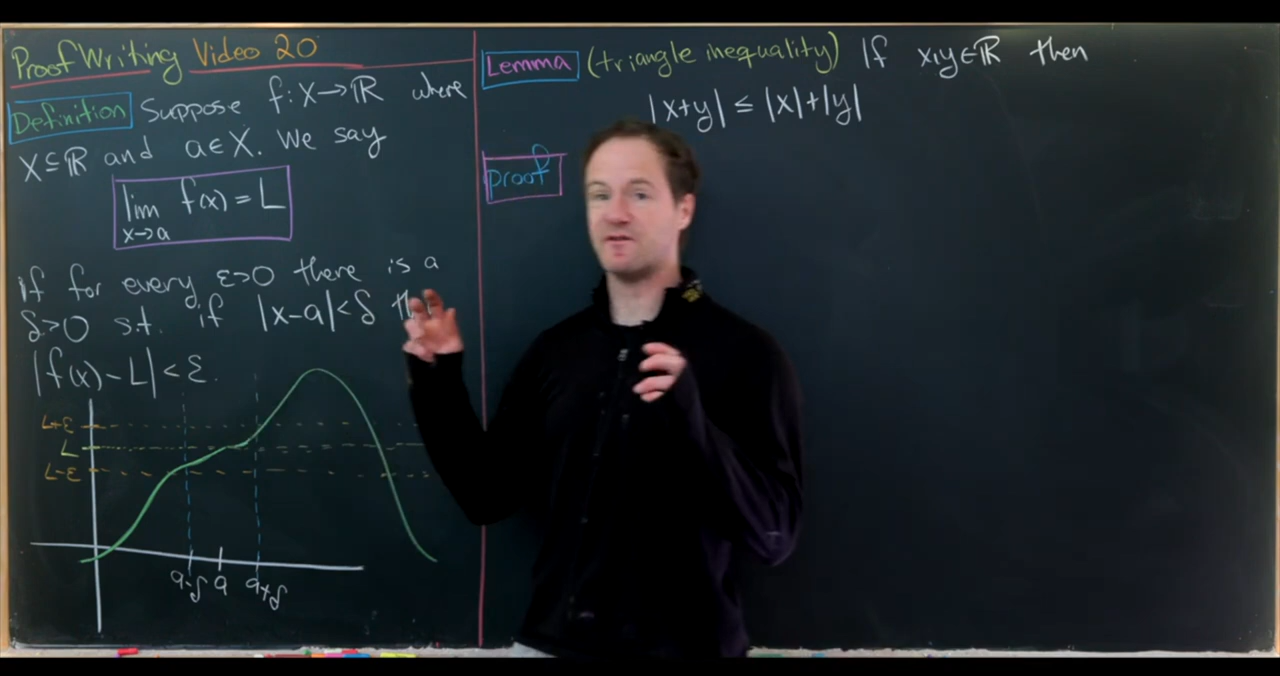 Proof Writing Video 20
Definition Suppose f: X→ℝ where
X⊆ℝ and a∈X. We say
lim f(x) = L
x→a
if for every ε>0 there is a
δ>0 s.t. if |x-a|<δ
|f(x) - L| < ε.
L+ε
L
L-ε
a-δ a a+δ
Lemma (triangle inequality) If x,y∈ℝ then
|x+y| ≤ |x|+|y|
proof